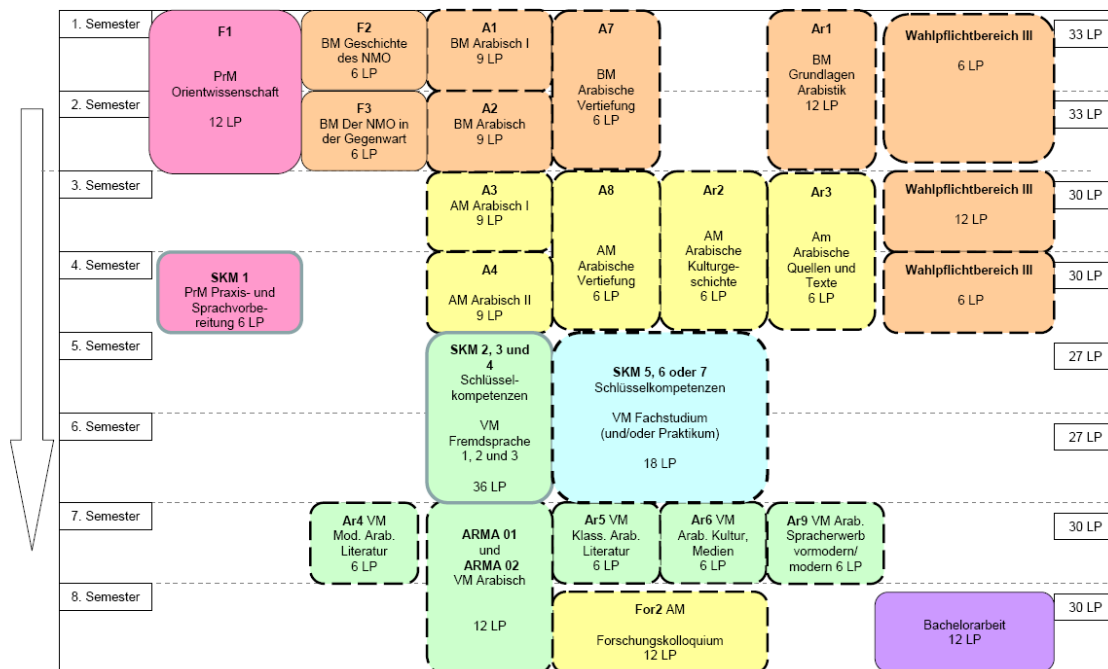 1. Semester
F1
PrM
Orientwissenschaft
12 LP
F2
BM Geschichte
des NMO
6 LP
A1
BM Arabisch I
9 LP
A7
BM
Arabische
Vertiefung
6 LP
Ar1
BM
Grundlagen
Arabistik
12 LP
Wahlpflichtbereich III
6 LP
33 LP
2. Semester
F3
BM Der NMO in
der Gegenwart
6 LP
A2
BM Arabisch
9 LP
33 LP
3. Semester
A3
AM Arabisch I
9 LP
A8
AM
Arabische
Vertiefung
6 LP
Ar2
AM
Arabische
Kulturge-
schichte
6 LP
Ar3
Am
Arabische
Quellen und
Texte
6 LP
Wahlpflichtbereich III
12 LP
30 LP
4. Semester
SKM 1
PrM Praxis- und
Sprachvorbe-
reitung 6 LP
A4
AM Arabisch II
9 LP
Wahlpflichtbereich III
6 LP
30 LP
5. Semester
SKM 2, 3 und
4
Schlüssel-
kompetenzen
VM
Fremdsprache
1, 2 und 3
36 LP
SKM 5, 6 oder 7
Schlüsselkompetenzen
VM Fachstudium
(und/oder Praktikum)
18 LP
27 LP
6. Semester
27 LP
7. Semester
Ar4 VM
Mod. Arab.
Literatur
6 LP
ARMA 01
und
ARMA 02
VM Arabisch
12 LP
Ar5 VM
Klass. Arab.
Literatur
6 LP
Ar6 VM
Arab. Kultur,
Medien
6 LP
Ar9 VM Arab.
Spracherwerb
vormodern/
modern 6 LP
30 LP
8. Semester
For2 AM
Forschungskolloquium
12 LP
Bachelorarbeit
12 LP
30 LP